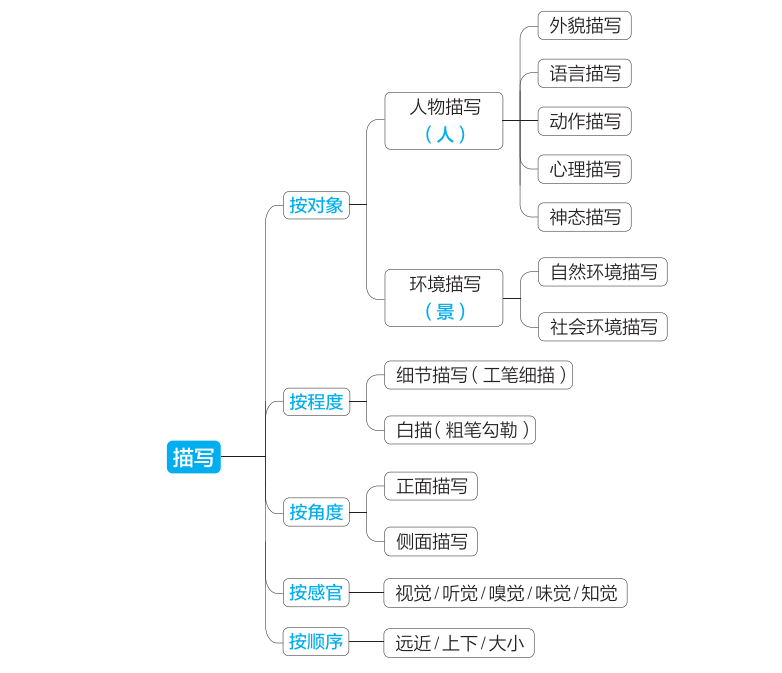 描写
按对象
人物描写
（人）
外貌描写
语言描写
动作描写
心理描写
神态描写
环境描写
（景）
自然环境描写
社会环境描写
按程度
细节描写（工笔细描）
白描（粗笔勾勒）
按角度
正面描写
侧面描写
按感官
视觉/听觉/嗅觉/味觉/知觉
按顺序
远近/上下/大小